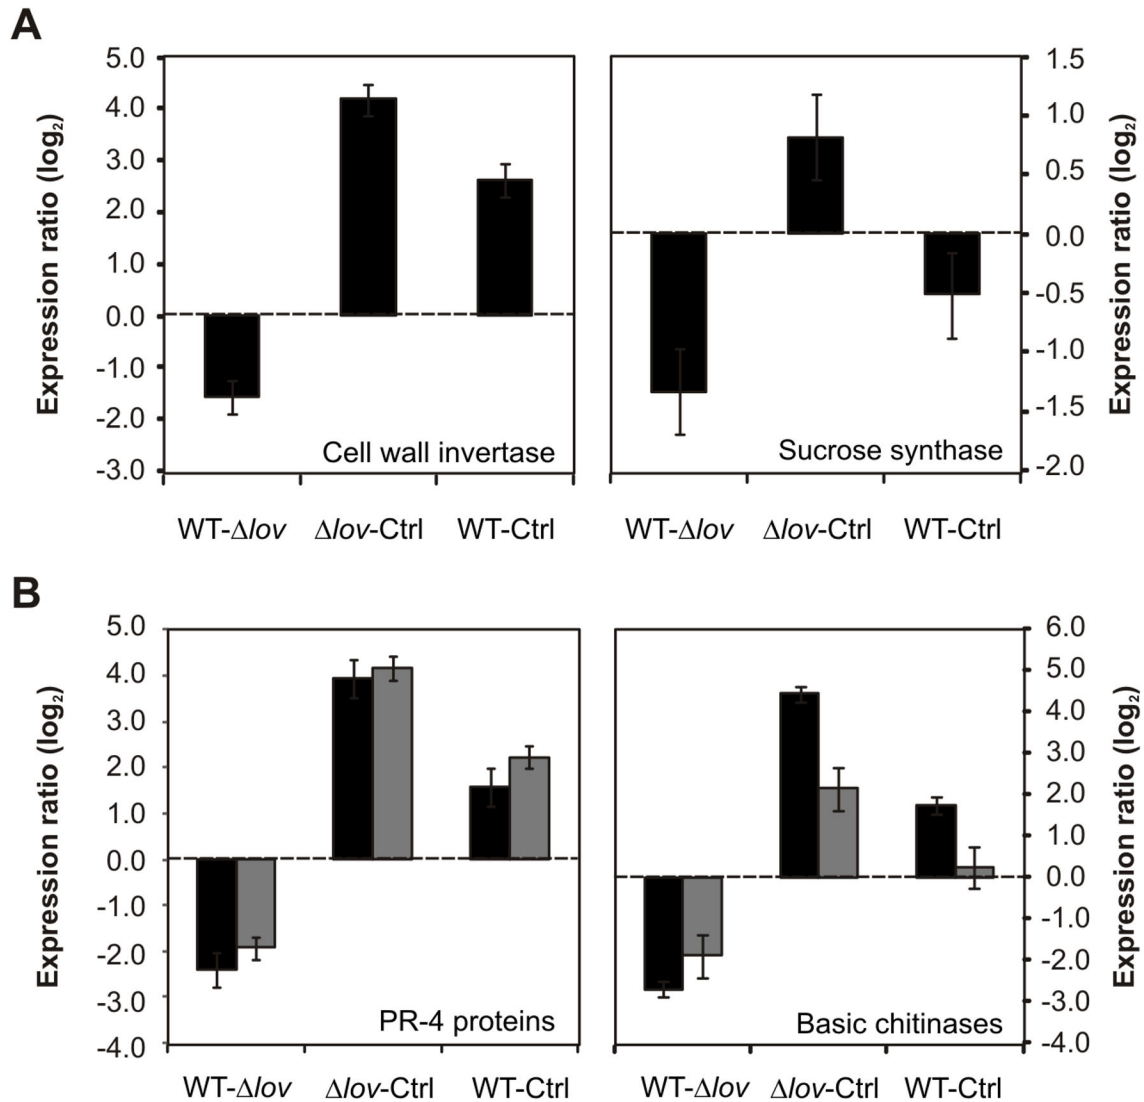 A
Expression ratio (log2)
5.0
4.0
3.0
2.0
1.0
0.0
-1.0
-2.0
-3.0
Cell wall invertase
WT-Δlov Δlov-Ctrl WT-Ctrl
Sucrose synthase
1.5
1.0
0.5
0.0
-0.5
-1.0
-1.5
-2.0
Expression ratio (log2)
WT-Δlov Δlov-Ctrl WT-Ctrl
B
Expression ratio (log2)
5.0
4.0
3.0
2.0
1.0
0.0
-1.0
-2.0
-3.0
-4.0
PR-4 proteins
WT-Δlov Δlov-Ctrl WT-Ctrl
Basic chitinases
6.0
5.0
4.0
3.0
2.0
1.0
0.0
-1.0
-2.0
-3.0
-4.0
Expression ratio (log2)
WT-Δlov Δlov-Ctrl WT-Ctrl